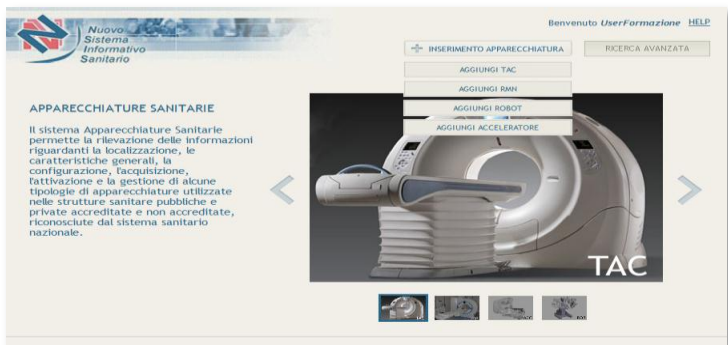 Nuovo
Sistema
Informativo
Sanitario
Benvenuto UserFormazione HELP
INSERIMENTO APPARECCHIATURA
RICERCA AVANZATA
AGGIUNGI TAC
AGGIUNGI RMN
AGGIUNGI ROBOT
AGGIUNGI ACCELERATORE
APPARECCHIATURE SANITARIE
Il sistema Apparecchiature Sanitarie
permette la rilevazione delle informazioni
riguardanti la localizzazione, le
caratteristiche generali, la
configurazione, l'acquisizione,
l'attivazione e la gestione di alcune
tipologie di apparecchiature utilizzate
nelle strutture sanitare pubbliche e
private accreditate e non accreditate,
riconosciute dal sistema sanitario
nazionale.
TAC